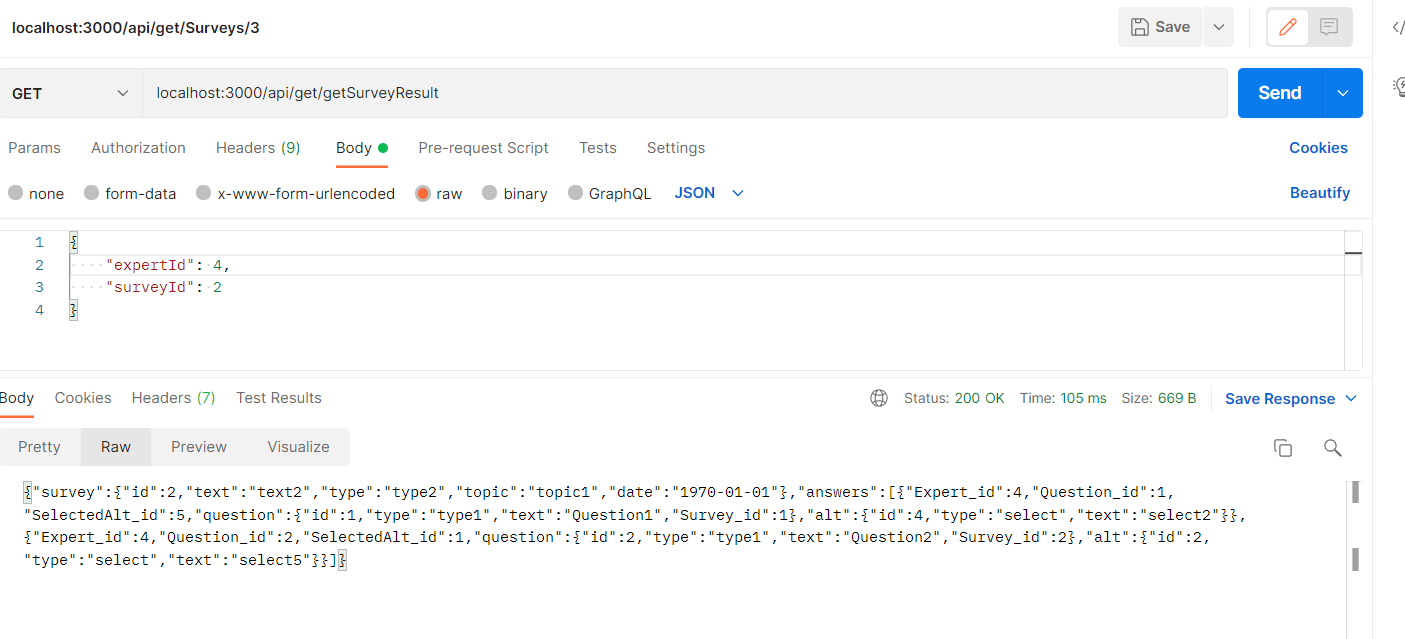 localhost:3000/api/get/Surveys/3
Save
GET
localhost:3000/api/get/getSurveyResult
Send
Params Authorization Headers (9) Body Pre-request Script Tests Settings Cookies
none form-data x-www-form-urlencoded raw binary GraphQL JSON Beautify
1 {
2 "expertId": 4,
3 "surveyId": 2
4 }
Body Cookies Headers (7) Test Results Status: 200 OK Time: 105 ms Size: 669 B Save Response
Pretty Raw Preview Visualize
{"survey":{"id":2,"text":"text2","type":"type2","topic":"topic1","date":"1970-01-01"},"answers":[{"Expert_id":4,"Question_id":1,
"SelectedAlt_id":5,"question":{"id":1,"type":"type1","text":"Question1","Survey_id":1},"alt":{"id":4,"type":"select","text":"select2"}},
{"Expert_id":4,"Question_id":2,"SelectedAlt_id":1,"question":{"id":2,"type":"type1","text":"Question2","Survey_id":2},"alt":{"id":2,
"type":"select","text":"select5"}}]}